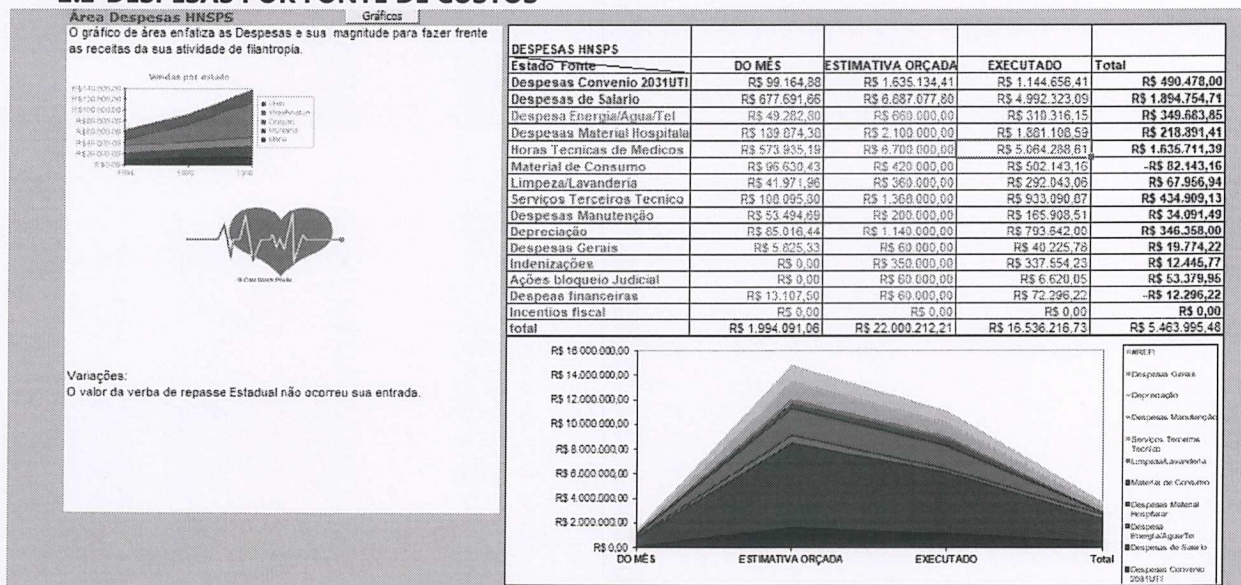 2.2 DESPESAS POR FONTE DE CUSTOS
Área Despesas HNSPS
Gráficos
O gráfico de área enfatiza as Despesas e sua magnitude para fazer frente
as receitas da sua atividade de filantropia.
Vendas por estado
Variações:
O valor da verba de repasse Estadual não ocorreu sua entrada.
DESPESAS HNSPS
Estado Fonte DO MÊS ESTIMATIVA ORÇADA EXECUTADO Total
Despesas Convenio 2031UTI R$ 99.164,88 R$ 1.635.134,41 R$ 1.144.656,41 R$ 490.478,00
Despesas de Salario R$ 677.691,66 R$ 6.887.077,80 R$ 4.992.323,09 R$ 1.894.754,71
Despesa Energia/Agua/Tel R$ 49.282,80 R$ 660.000,00 R$ 310.316,15 R$ 349.683,85
Despesas Material Hospitala R$ 2.100.000,00 R$ 1.881.108,59 R$ 218.891,41
Horas Tecnicas de Medicos R$ 573.935,19 R$ 6.700.000,00 R$ 5.064.288,61 R$ 1.635.711,39
Material de Consumo R$ 96.630,43 R$ 420.000,00 R$ 502.143,16 -R$ 82.143,16
Limpeza/Lavanderia R$ 41.971,96 R$ 360.000,00 R$ 292.043,06 R$ 67.956,94
Serviços Terceiros Tecnico R$ 1.368.000,00 R$ 933.090,87 R$ 434.909,13
Despesas Manutenção R$ 53.494,69 R$ 200.000,00 R$ 165.908,51 R$ 34.091,49
Depreciação R$ 85.016,44 R$ 1.140.000,00 R$ 793.642,00 R$ 346.358,00
Despesas Gerais R$ 5.825,33 R$ 60.000,00 R$ 40.225,78 R$ 19.774,22
Indenizações R$ 0,00 R$ 350.000,00 R$ 337.554,23 R$ 12.445,77
Ações bloqueio Judicial R$ 0,00 R$ 60.000,00 R$ 6.620,05 R$ 53.379,95
Despeas financeiras R$ 13.107,50 R$ 60.000,00 R$ 72.296,22 -R$ 12.296,22
Incentios fiscal R$ 0,00 R$ 0,00 R$ 0,00 R$ 0,00
total R$ 1.994.091,06 R$ 22.000.212,21 R$ 16.536.216,73 R$ 5.463.995,48
R$ 16.000.000,00
R$ 14.000.000,00
R$ 12.000.000,00
R$ 10.000.000,00
R$ 8.000.000,00
R$ 6.000.000,00
R$ 4.000.000,00
R$ 2.000.000,00
R$ 0,00
DO MÊS ESTIMATIVA ORÇADA EXECUTADO Total
Despesas Gerais
Depreciação
Despesas Manutenção
Serviços Terceiros
Tecnico
Limpeza/Lavanderia
Material de Consumo
Despesas Material
Hospitalar
Despesa
Energia/Agua/Tel
Despesas de Salario
Despesas Convenio
2031UTI